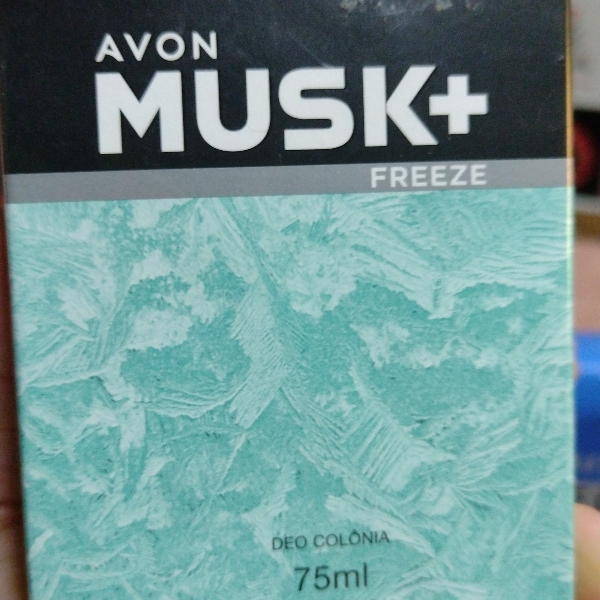 AVON
MUSK+
FREEZE
DEO COLÔNIA
75ml